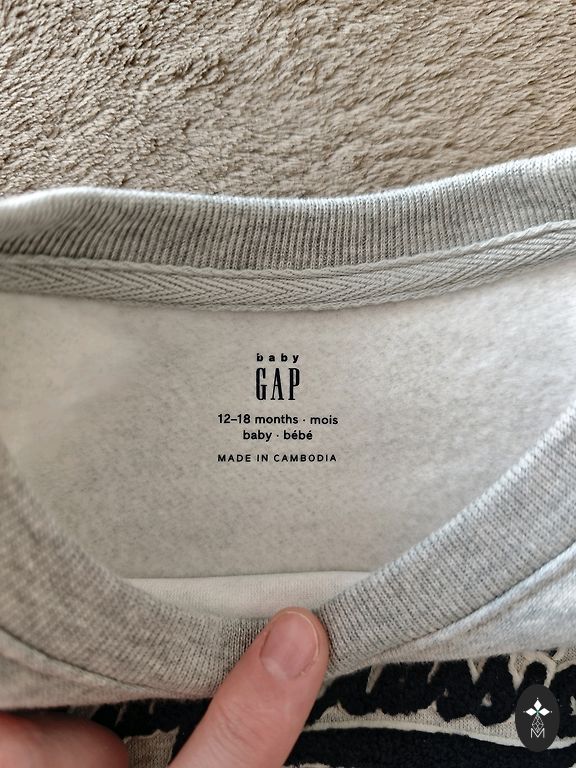 baby
GAP
12–18 months · mois
baby · bébé
MADE IN CAMBODIA